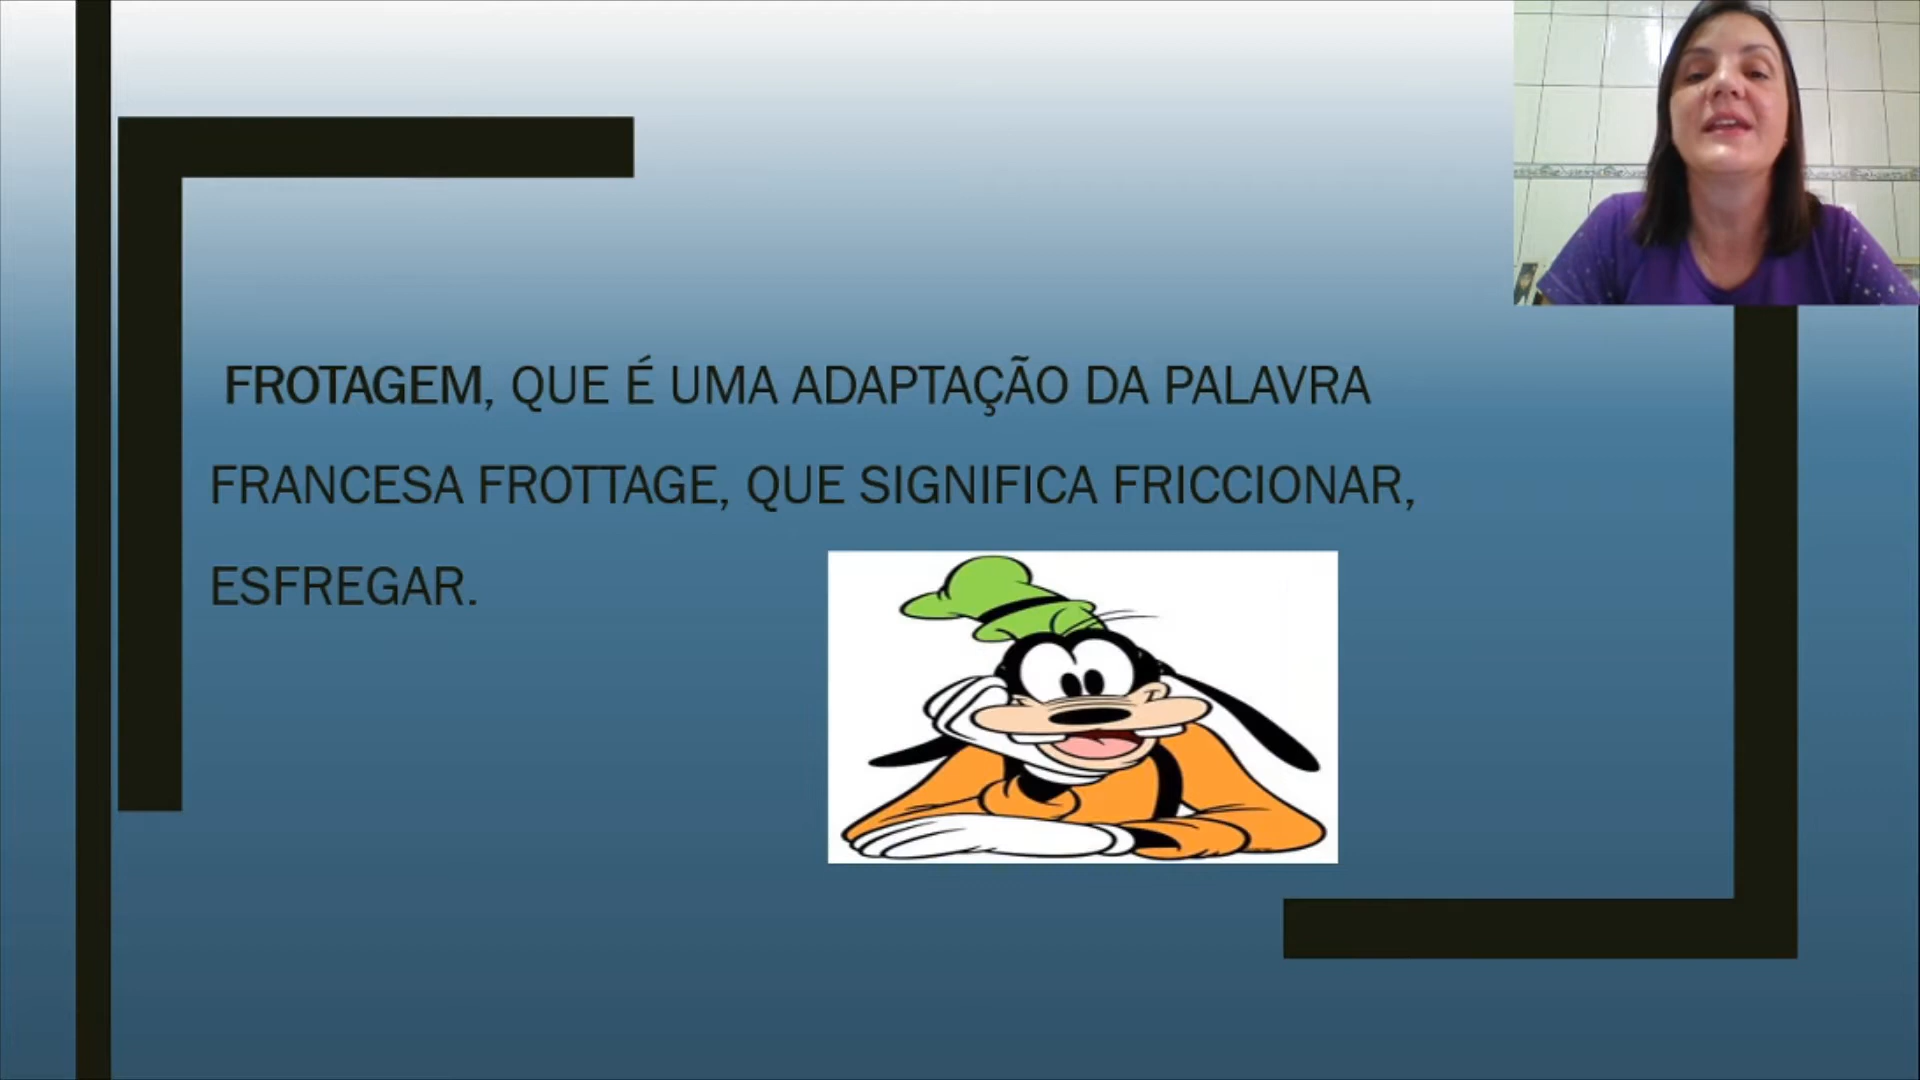 FROTAGEM, QUE É UMA ADAPTAÇÃO DA PALAVRA
FRANCESA FROTTAGE, QUE SIGNIFICA FRICCIONAR,
ESFREGAR.